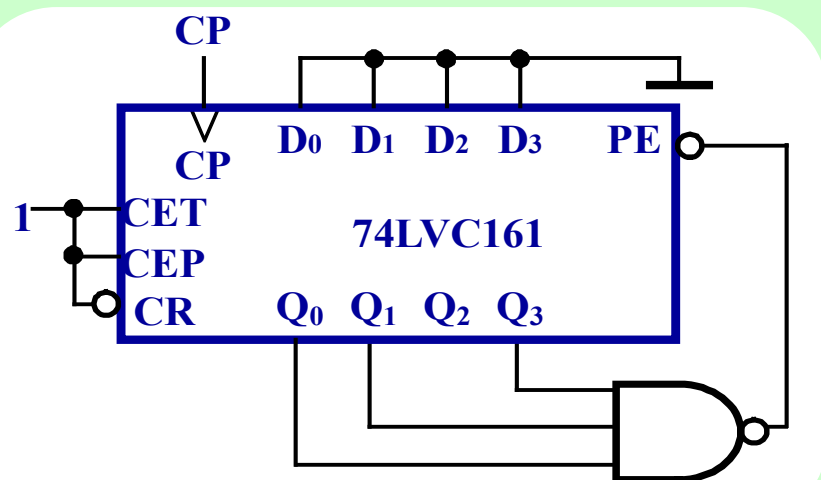 CP
CP D0 D1 D2 D3 PE
1 CET
74LVC161
CEP
CR Q0 Q1 Q2 Q3